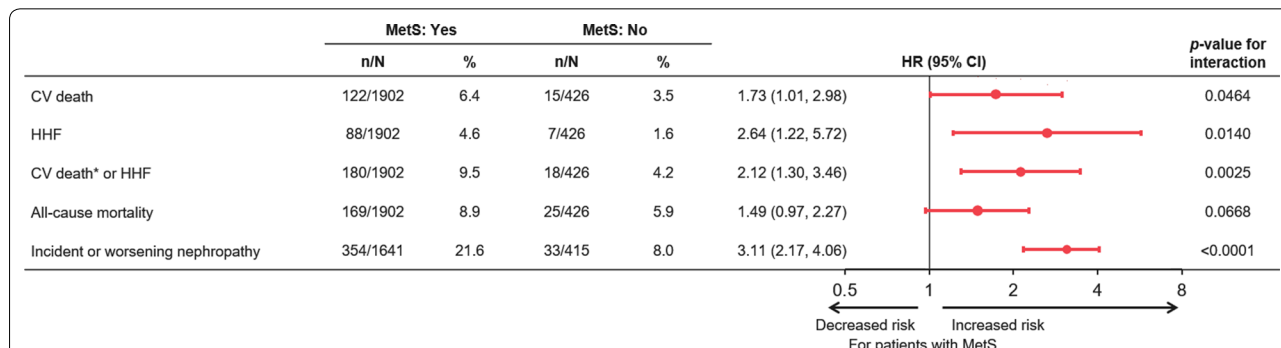 MetS: Yes MetS: No
n/N % n/N % HR (95% CI) p-value for interaction
CV death 122/1902 6.4 15/426 3.5 1.73 (1.01, 2.98) 0.0464
HHF 88/1902 4.6 7/426 1.6 2.64 (1.22, 5.72) 0.0140
CV death* or HHF 180/1902 9.5 18/426 4.2 2.12 (1.30, 3.46) 0.0025
All-cause mortality 169/1902 8.9 25/426 5.9 1.49 (0.97, 2.27) 0.0668
Incident or worsening nephropathy 354/1641 21.6 33/415 8.0 3.11 (2.17, 4.06) <0.0001
0.5 1 2 4 8
Decreased risk Increased risk
For patients with MetS